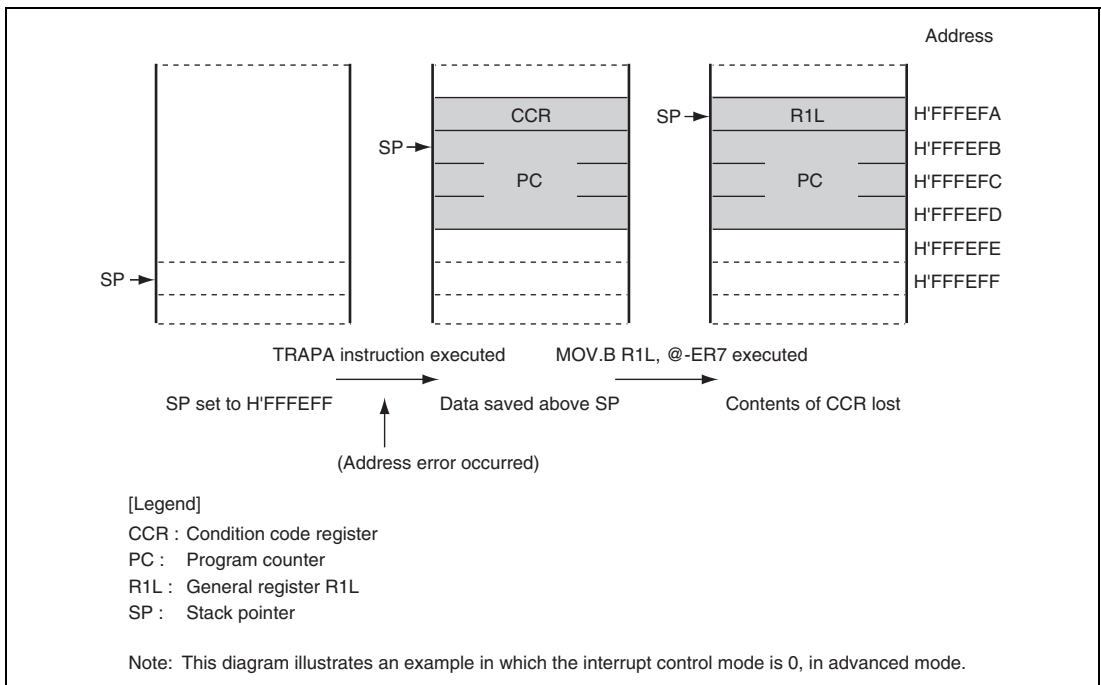 Address
CCR
SP
R1L
H'FFFEFA
SP
H'FFFEFB
PC
PC
H'FFFEFC
H'FFFEFD
H'FFFEFE
SP
H'FFFEFF
TRAPA instruction executed
MOV.B R1L, @-ER7 executed
SP set to H'FFFEFF
Data saved above SP
Contents of CCR lost
(Address error occurred)
[Legend]
CCR : Condition code register
PC : Program counter
R1L : General register R1L
SP : Stack pointer
Note: This diagram illustrates an example in which the interrupt control mode is 0, in advanced mode.